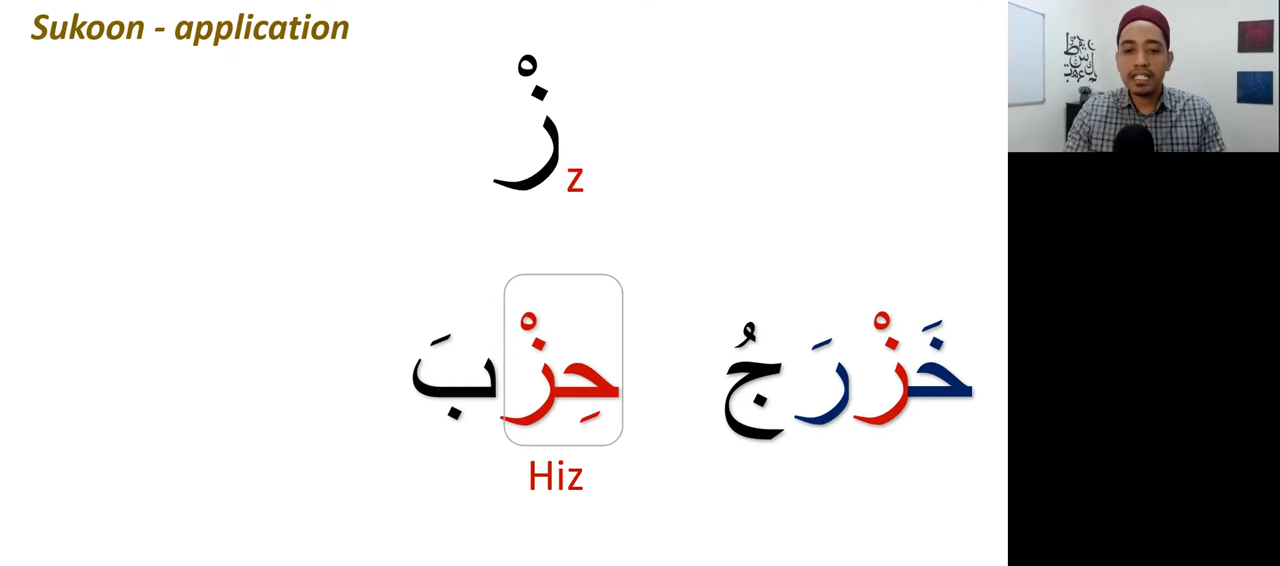 Sukoon - application
زْ
z
خَزْرَجُ حِزْبَ
Hiz